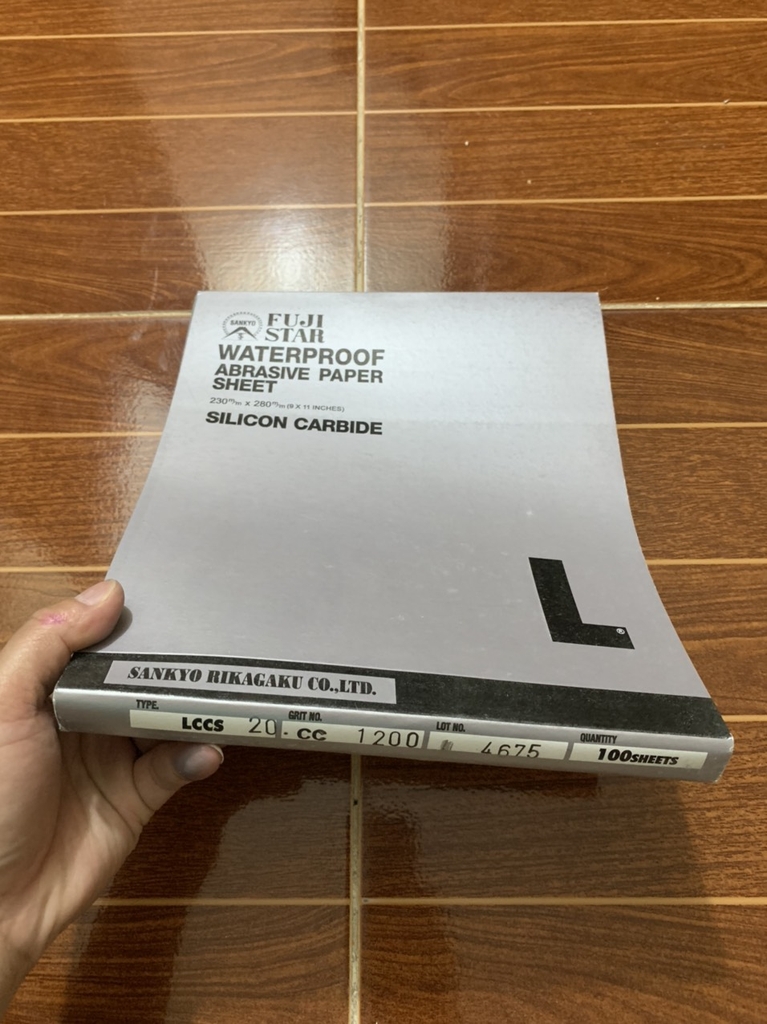 SANKYO
FUJI
STAR
WATERPROOF
ABRASIVE PAPER
SHEET
230m/m x 280m/m (9 X 11 INCHES)
SILICON CARBIDE
L®
SANKYO RIKAGAKU CO.,LTD.
TYPE. GRIT NO. LOT NO. QUANTITY
LCCS 20. CC 1200 4675 100SHEETS